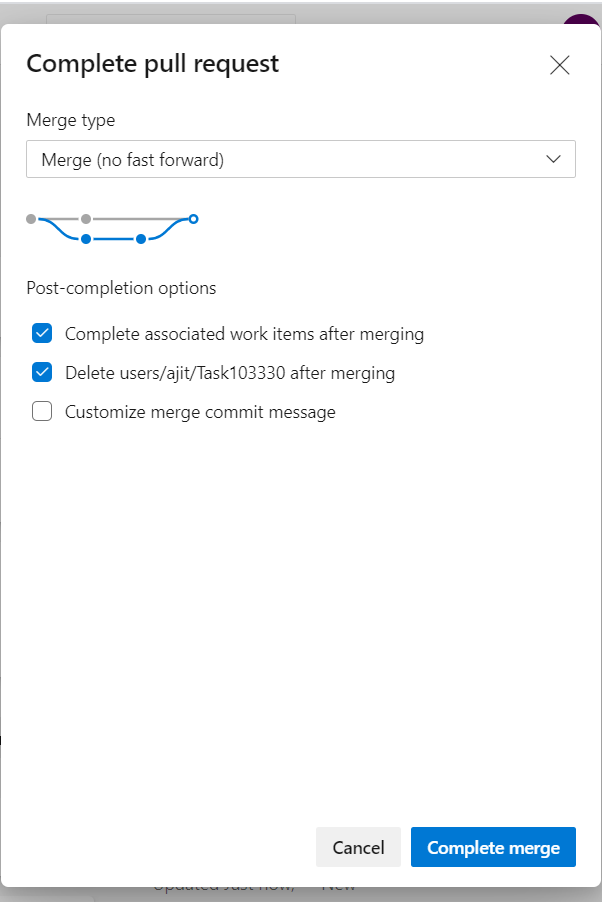 Complete pull request
Merge type
Merge (no fast forward)
Post-completion options
Complete associated work items after merging
Delete users/ajit/Task103330 after merging
Customize merge commit message
Cancel
Complete merge